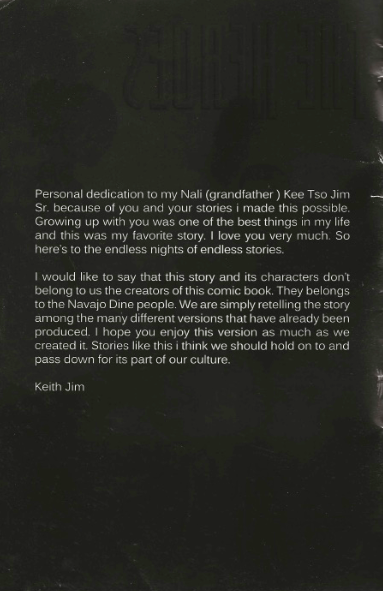 Personal dedication to my Nali (grandfather ) Kee Tso Jim
Sr. because of you and your stories i made this possible.
Growing up with you was one of the best things in my life
and this was my favorite story. I love you very much. So
here's to the endless nights of endless stories.
I would like to say that this story and its characters don't
belong to us the creators of this comic book. They belongs
to the Navajo Dine people. We are simply retelling the story
among the many different versions that have already been
produced. I hope you enjoy this version as much as we
created it. Stories like this i think we should hold on to and
pass down for its part of our culture.
Keith Jim